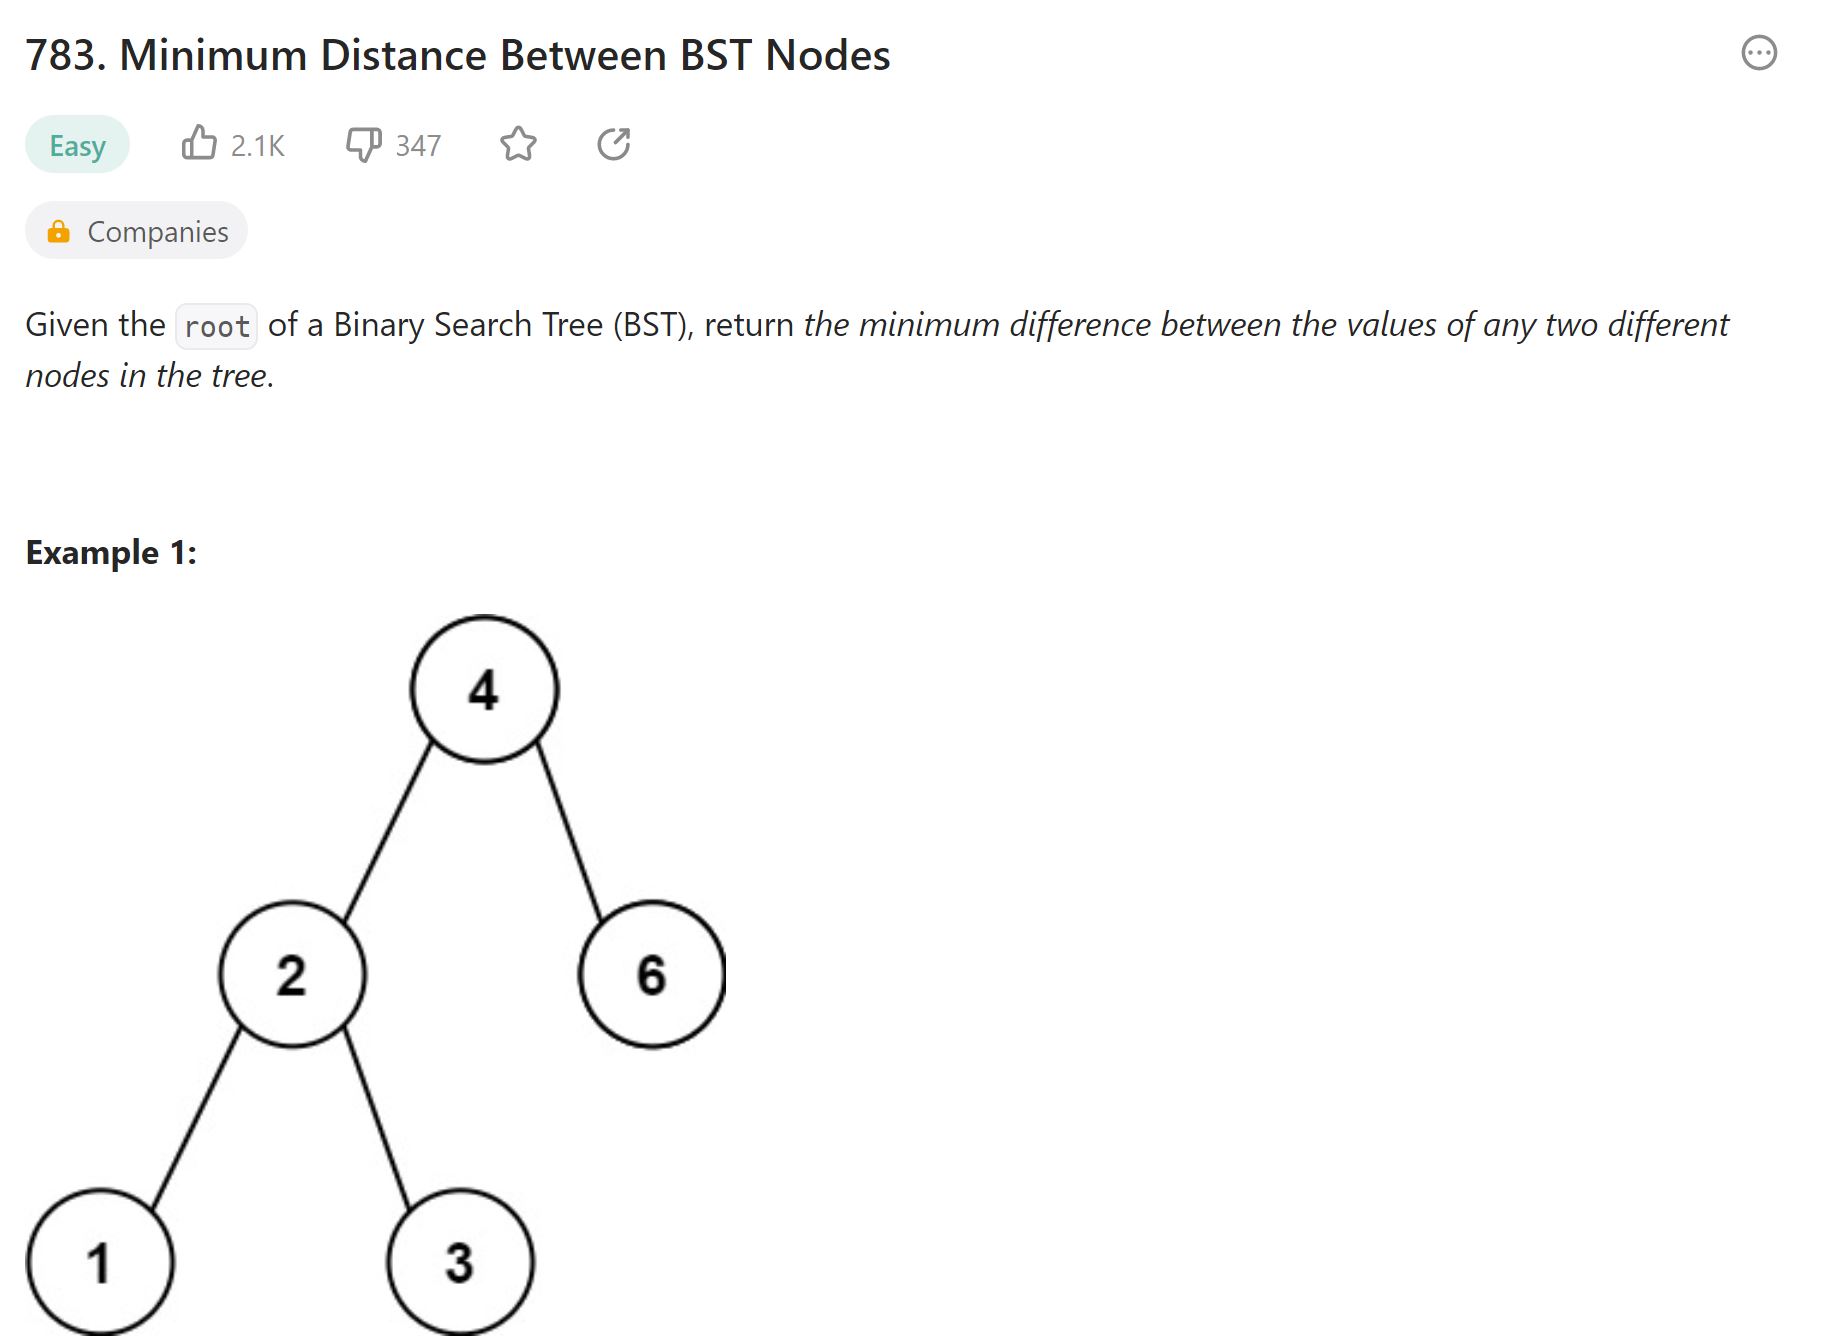 783. Minimum Distance Between BST Nodes
Easy 2.1K 347
Companies
Given the root of a Binary Search Tree (BST), return the minimum difference between the values of any two different
nodes in the tree.
Example 1:
4
2 6
1 3